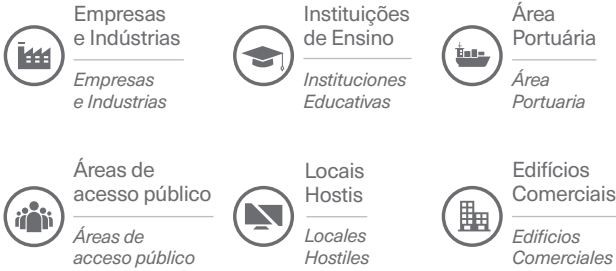 Empresas
e Indústrias
Empresas
e Industrias
Instituições
de Ensino
Instituciones
Educativas
Área
Portuária
Área
Portuaria
Áreas de
acesso público
Áreas de
acesso público
Locais
Hostis
Locales
Hostiles
Edifícios
Comerciais
Edificios
Comerciales